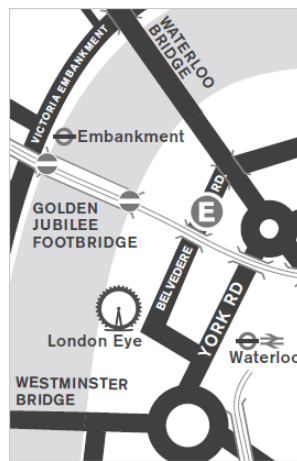 WATERLOO
BRIDGE
VICTORIA EMBANKMENT
Embankment
RD
E
GOLDEN
JUBILEE
FOOTBRIDGE
BELVEDERE
YORK RD
London Eye
Waterloo
WESTMINSTER
BRIDGE